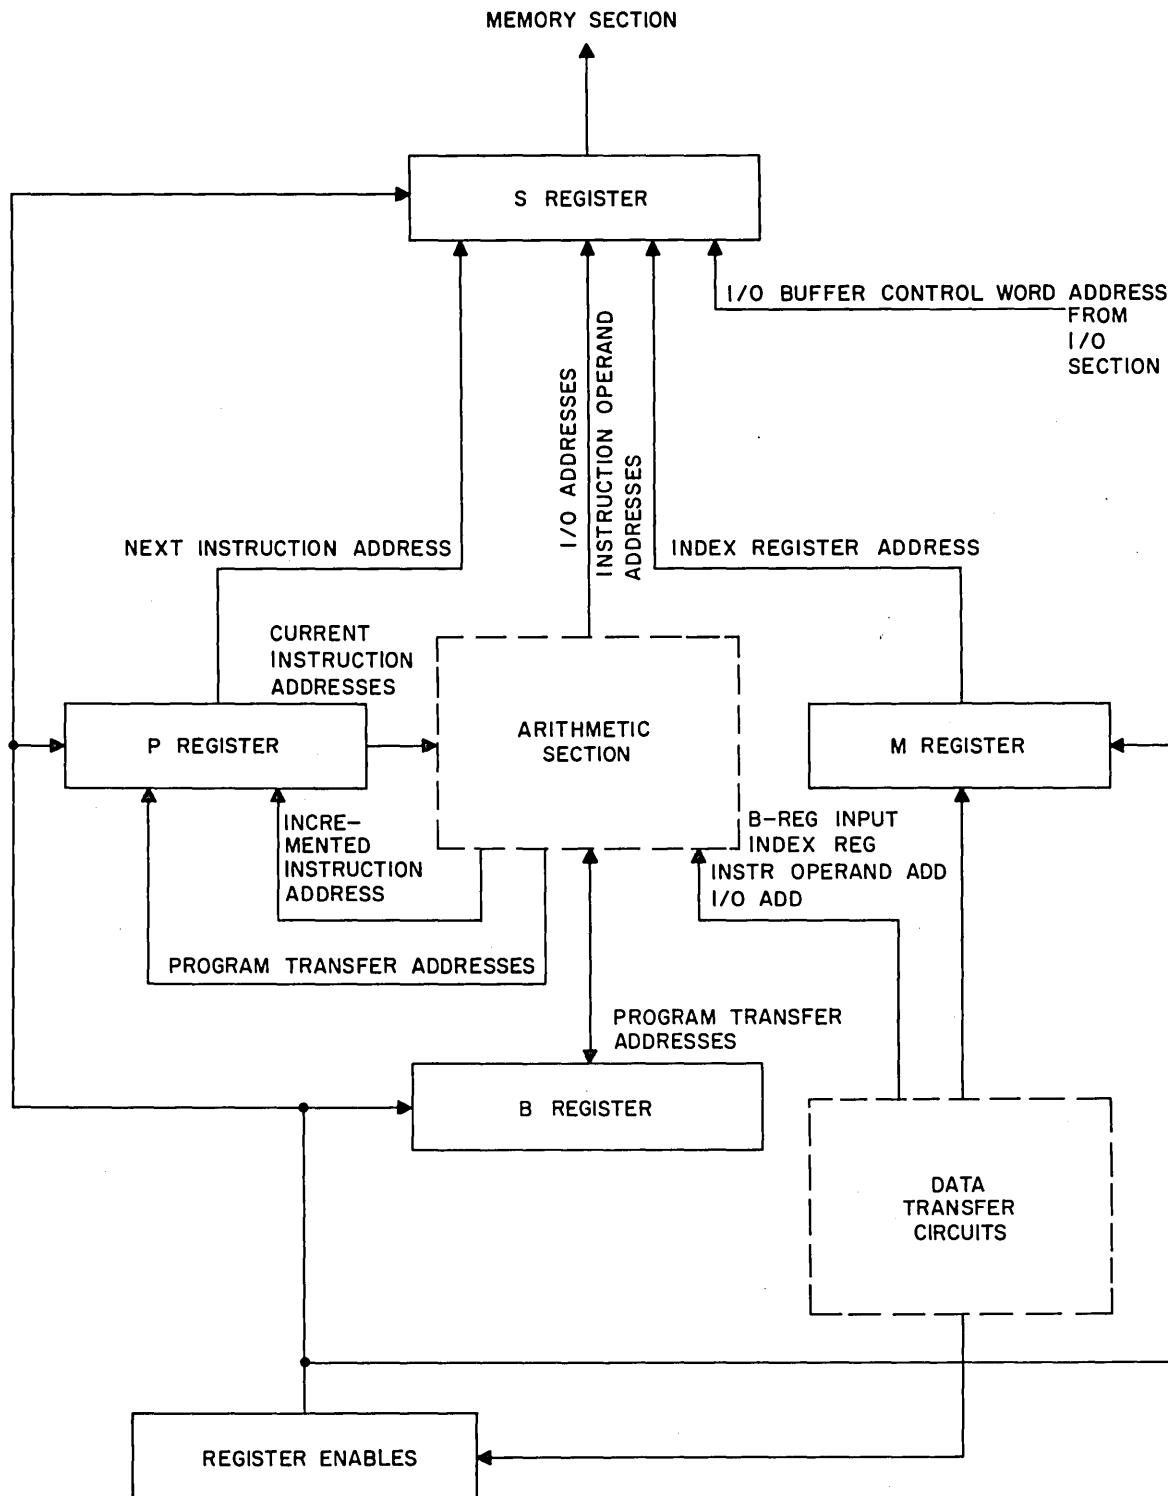 MEMORY SECTION
S REGISTER
I/O BUFFER CONTROL WORD ADDRESS
FROM
I/O
SECTION
I/O ADDRESSES
INSTRUCTION OPERAND
ADDRESSES
NEXT INSTRUCTION ADDRESS
INDEX REGISTER ADDRESS
CURRENT
INSTRUCTION
ADDRESSES
P REGISTER
ARITHMETIC
SECTION
M REGISTER
INCRE-
MENTED
INSTRUCTION
ADDRESS
B-REG INPUT
INDEX REG
INSTR OPERAND ADD
I/O ADD
PROGRAM TRANSFER ADDRESSES
PROGRAM TRANSFER
ADDRESSES
B REGISTER
DATA
TRANSFER
CIRCUITS
REGISTER ENABLES